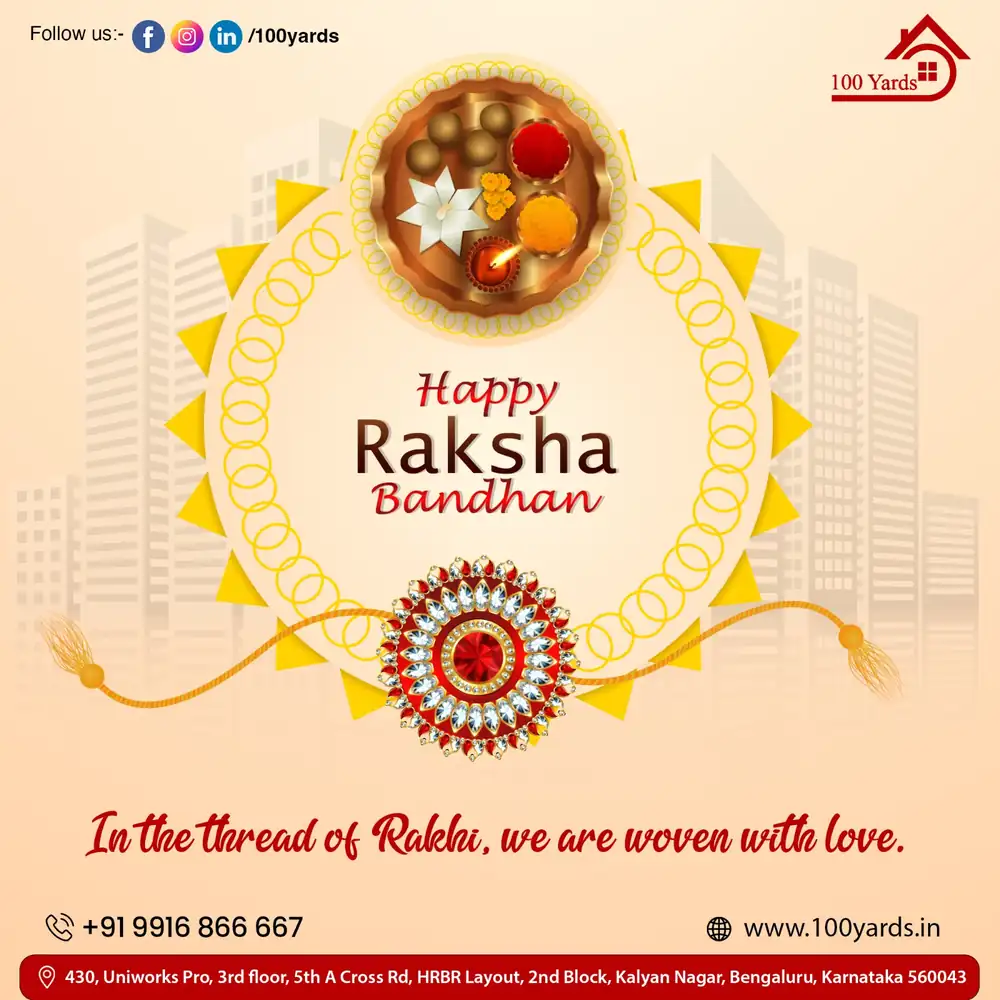 Follow us:- /100yards
100 Yards
Happy
Raksha
Bandhan
In the thread of Rakhi, we are woven with love.
+91 9916 866 667
www.100yards.in
430, Uniworks Pro, 3rd floor, 5th A Cross Rd, HRBR Layout, 2nd Block, Kalyan Nagar, Bengaluru, Karnataka 560043